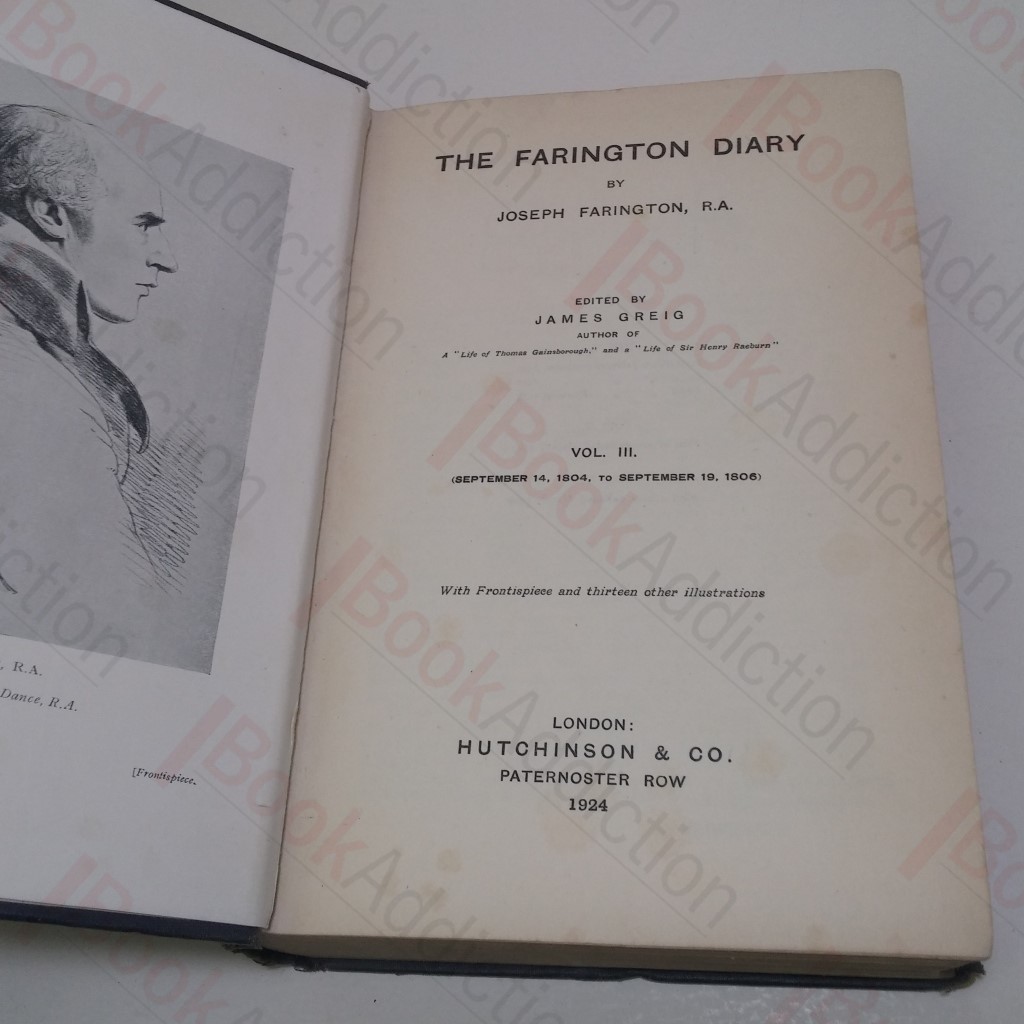 THE FARINGTON DIARY
BY
JOSEPH FARINGTON, R.A.
EDITED BY
JAMES GREIG
AUTHOR OF
A "Life of Thomas Gainsborough," and a "Life of Sir Henry Raeburn"
VOL. III.
(SEPTEMBER 14, 1804, TO SEPTEMBER 19, 1806)
With Frontispiece and thirteen other illustrations
LONDON:
HUTCHINSON & CO.
PATERNOSTER ROW
1924
, R.A.
Dance, R.A.
[Frontispiece.
BookAddiction